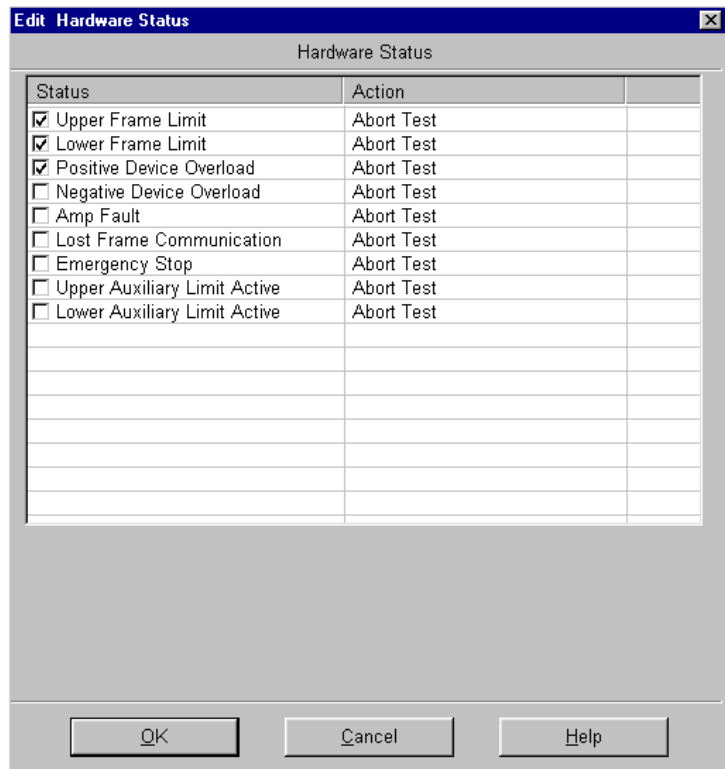 Edit Hardware Status
Hardware Status
Status Action
Upper Frame Limit Abort Test
Lower Frame Limit Abort Test
Positive Device Overload Abort Test
Negative Device Overload Abort Test
Amp Fault Abort Test
Lost Frame Communication Abort Test
Emergency Stop Abort Test
Upper Auxiliary Limit Active Abort Test
Lower Auxiliary Limit Active Abort Test
OK Cancel Help